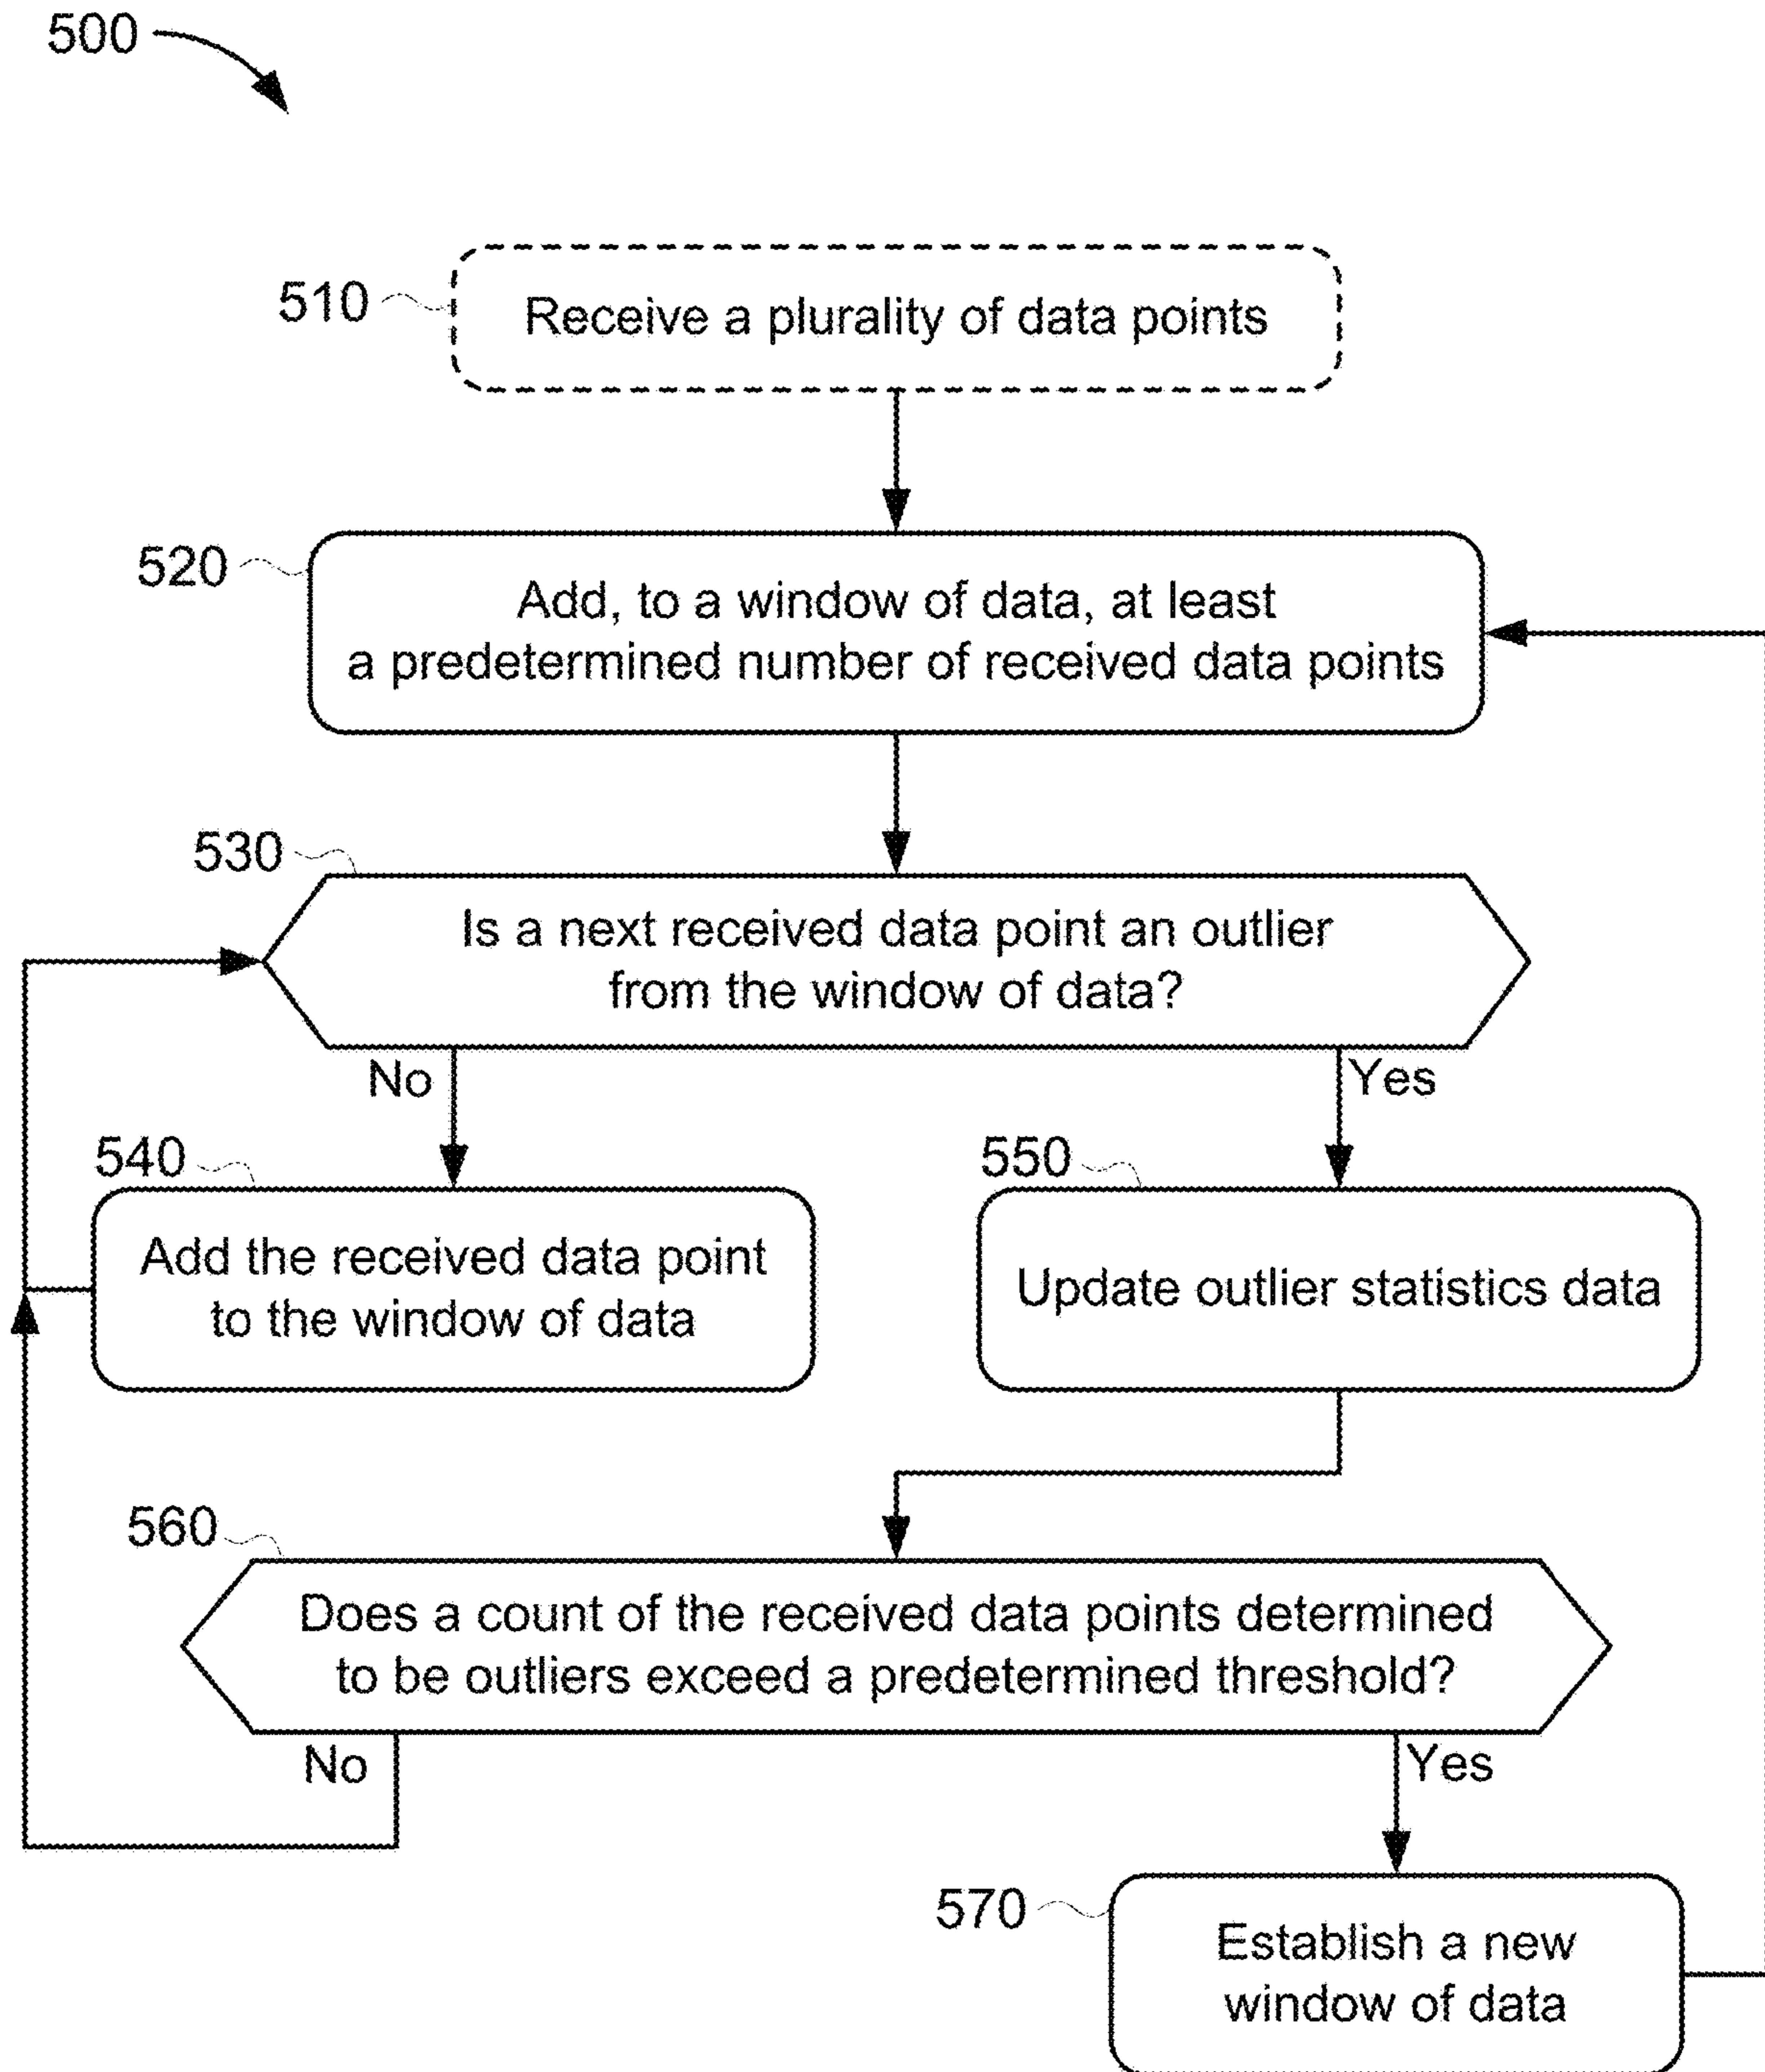 500
510
Receive a plurality of data points
520
Add, to a window of data, at least
a predetermined number of received data points
530
Is a next received data point an outlier
from the window of data?
No
Yes
540
Add the received data point
to the window of data
550
Update outlier statistics data
560
Does a count of the received data points determined
to be outliers exceed a predetermined threshold?
No
Yes
570
Establish a new
window of data